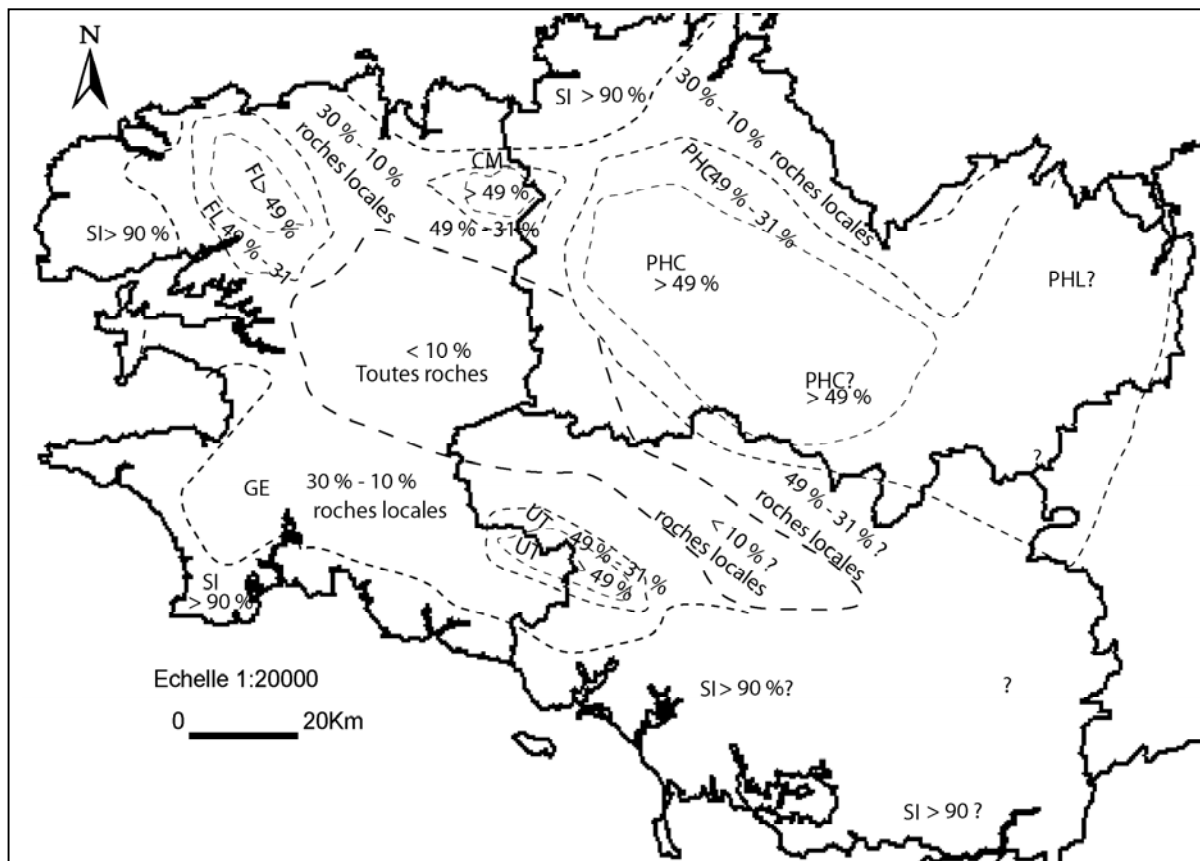 N
SI > 90 %
30 % - 10 % roches locales
30 % - 10 %
roches locales
CM
> 49 %
49 % - 31 %
FL> 49 %
FL 49 % - 31
SI > 90 %
PHC 49 % - 31 %
PHC
> 49 %
PHL?
< 10 %
Toutes roches
PHC?
> 49 %
?
GE
30 % - 10 %
roches locales
49 % - 31 % ?
roches locales
< 10 % ?
roches locales
UT 49 % - 31 %
UT > 49 %
SI
> 90 %
Echelle 1:20000
0 20Km
SI > 90 %?
?
SI > 90 ?